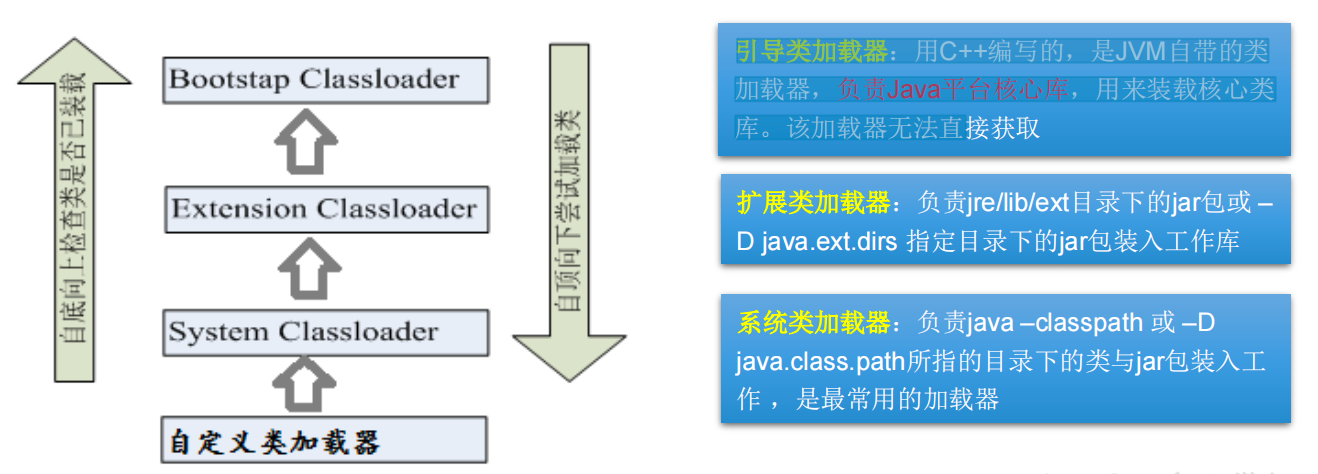 自底向上检查类是否已装载
Bootstap Classloader
Extension Classloader
System Classloader
自定义类加载器
自顶向下尝试加载类
引导类加载器：用C++编写的，是JVM自带的类
加载器，负责Java平台核心库，用来装载核心类
库。该加载器无法直接获取
扩展类加载器：负责jre/lib/ext目录下的jar包或 –
D java.ext.dirs 指定目录下的jar包装入工作库
系统类加载器：负责java –classpath 或 –D
java.class.path所指的目录下的类与jar包装入工
作 ，是最常用的加载器